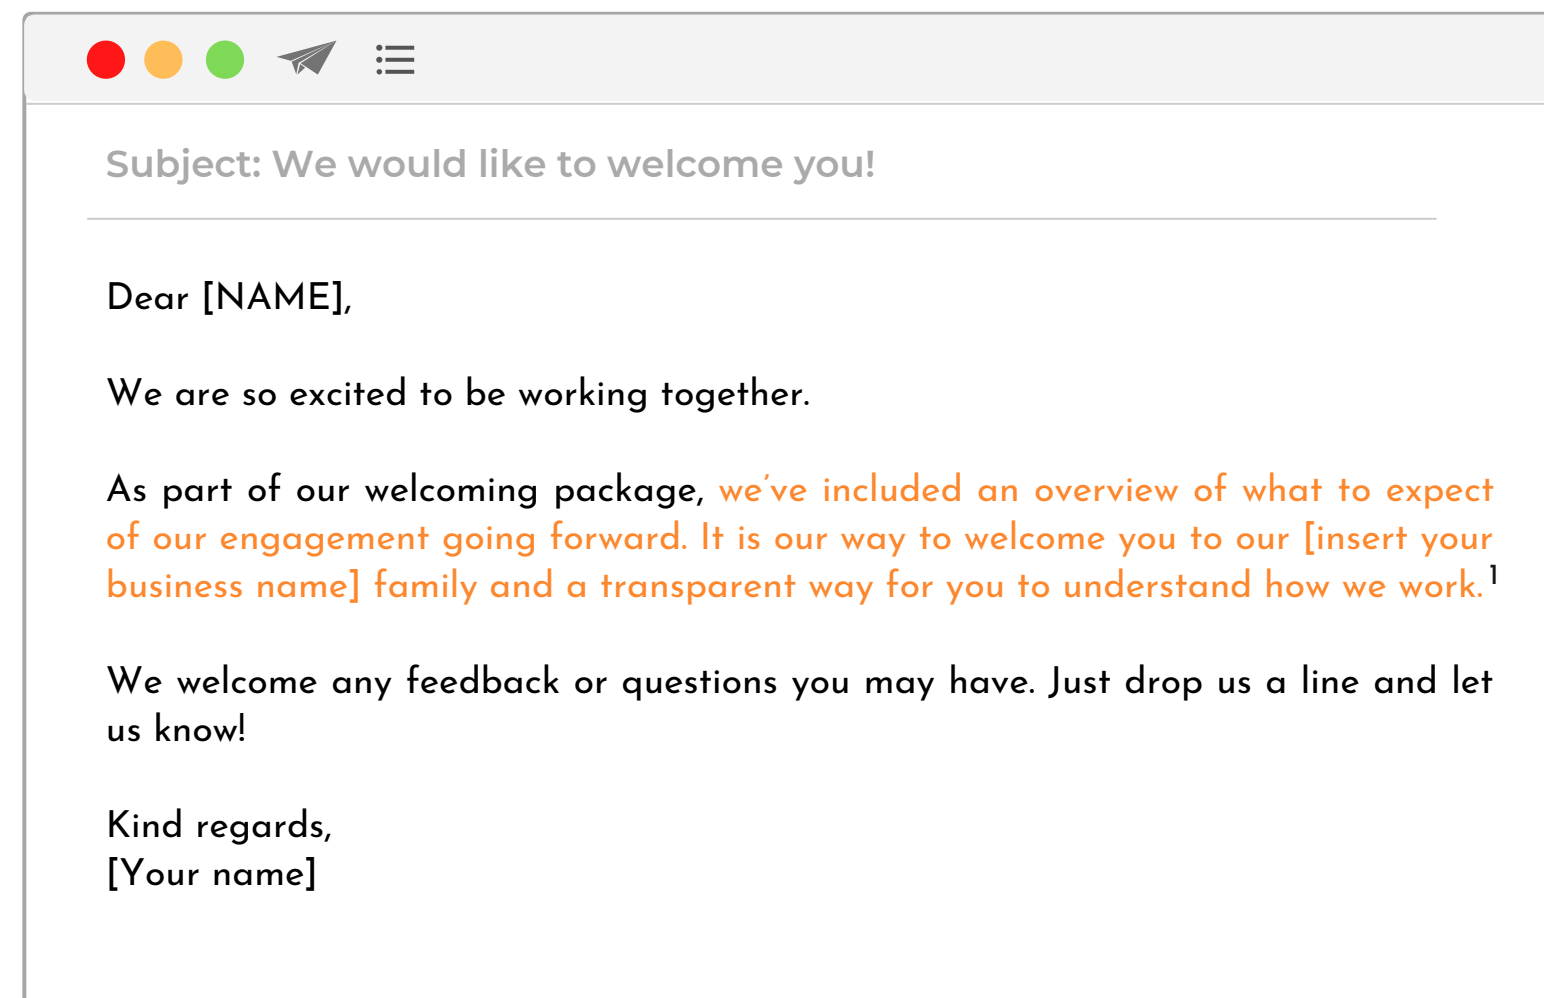 Subject: We would like to welcome you!
Dear [NAME],
We are so excited to be working together.
As part of our welcoming package, we've included an overview of what to expect
of our engagement going forward. It is our way to welcome you to our [insert your
business name] family and a transparent way for you to understand how we work.¹
We welcome any feedback or questions you may have. Just drop us a line and let
us know!
Kind regards,
[Your name]